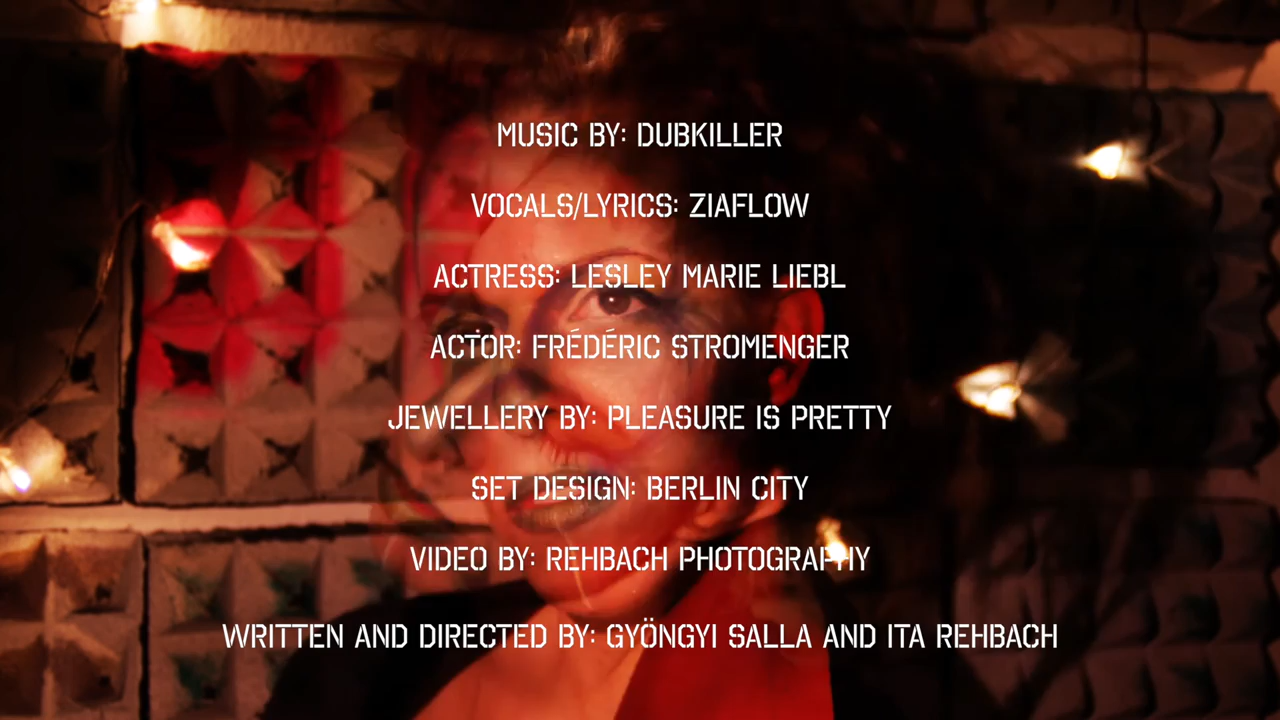 MUSIC BY: DUBKILLER
VOCALS/LYRICS: ZIAFLOW
ACTRESS: LESLEY MARIE LIEBL
ACTOR: FRÉDÉRIC STROMENGER
JEWELLERY BY: PLEASURE IS PRETTY
SET DESIGN: BERLIN CITY
VIDEO BY: REHBACH PHOTOGRAPHY
WRITTEN AND DIRECTED BY: GYÖNGYI SALLA AND ITA REHBACH